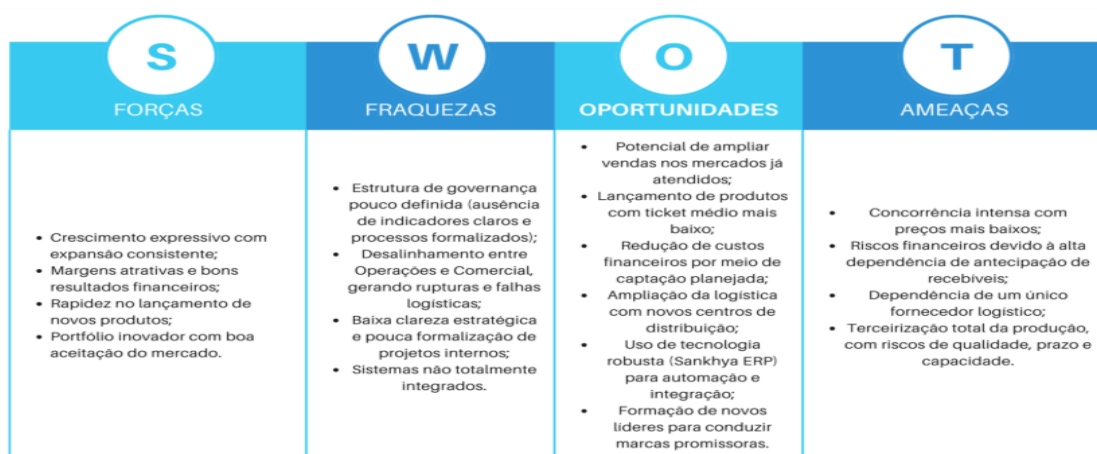 S
FORÇAS
• Crescimento expressivo com
expansão consistente;
• Margens atrativas e bons
resultados financeiros;
• Rapidez no lançamento de
novos produtos;
• Portfólio inovador com boa
aceitação do mercado.
W
FRAQUEZAS
• Estrutura de governança
pouco definida (ausência
de indicadores claros e
processos formalizados);
• Desalinhamento entre
Operações e Comercial,
gerando rupturas e falhas
logísticas;
• Baixa clareza estratégica
e pouca formalização de
projetos internos;
• Sistemas não totalmente
integrados.
O
OPORTUNIDADES
• Potencial de ampliar
vendas nos mercados já
atendidos;
• Lançamento de produtos
com ticket médio mais
baixo;
• Redução de custos
financeiros por meio de
captação planejada;
• Ampliação da logística
com novos centros de
distribuição;
• Uso de tecnologia
robusta (Sankhya ERP)
para automação e
integração;
• Formação de novos
líderes para conduzir
marcas promissoras.
T
AMEAÇAS
• Concorrência intensa com
preços mais baixos;
• Riscos financeiros devido à alta
dependência de antecipação de
recebíveis;
• Dependência de um único
fornecedor logístico;
• Terceirização total da produção,
com riscos de qualidade, prazo e
capacidade.